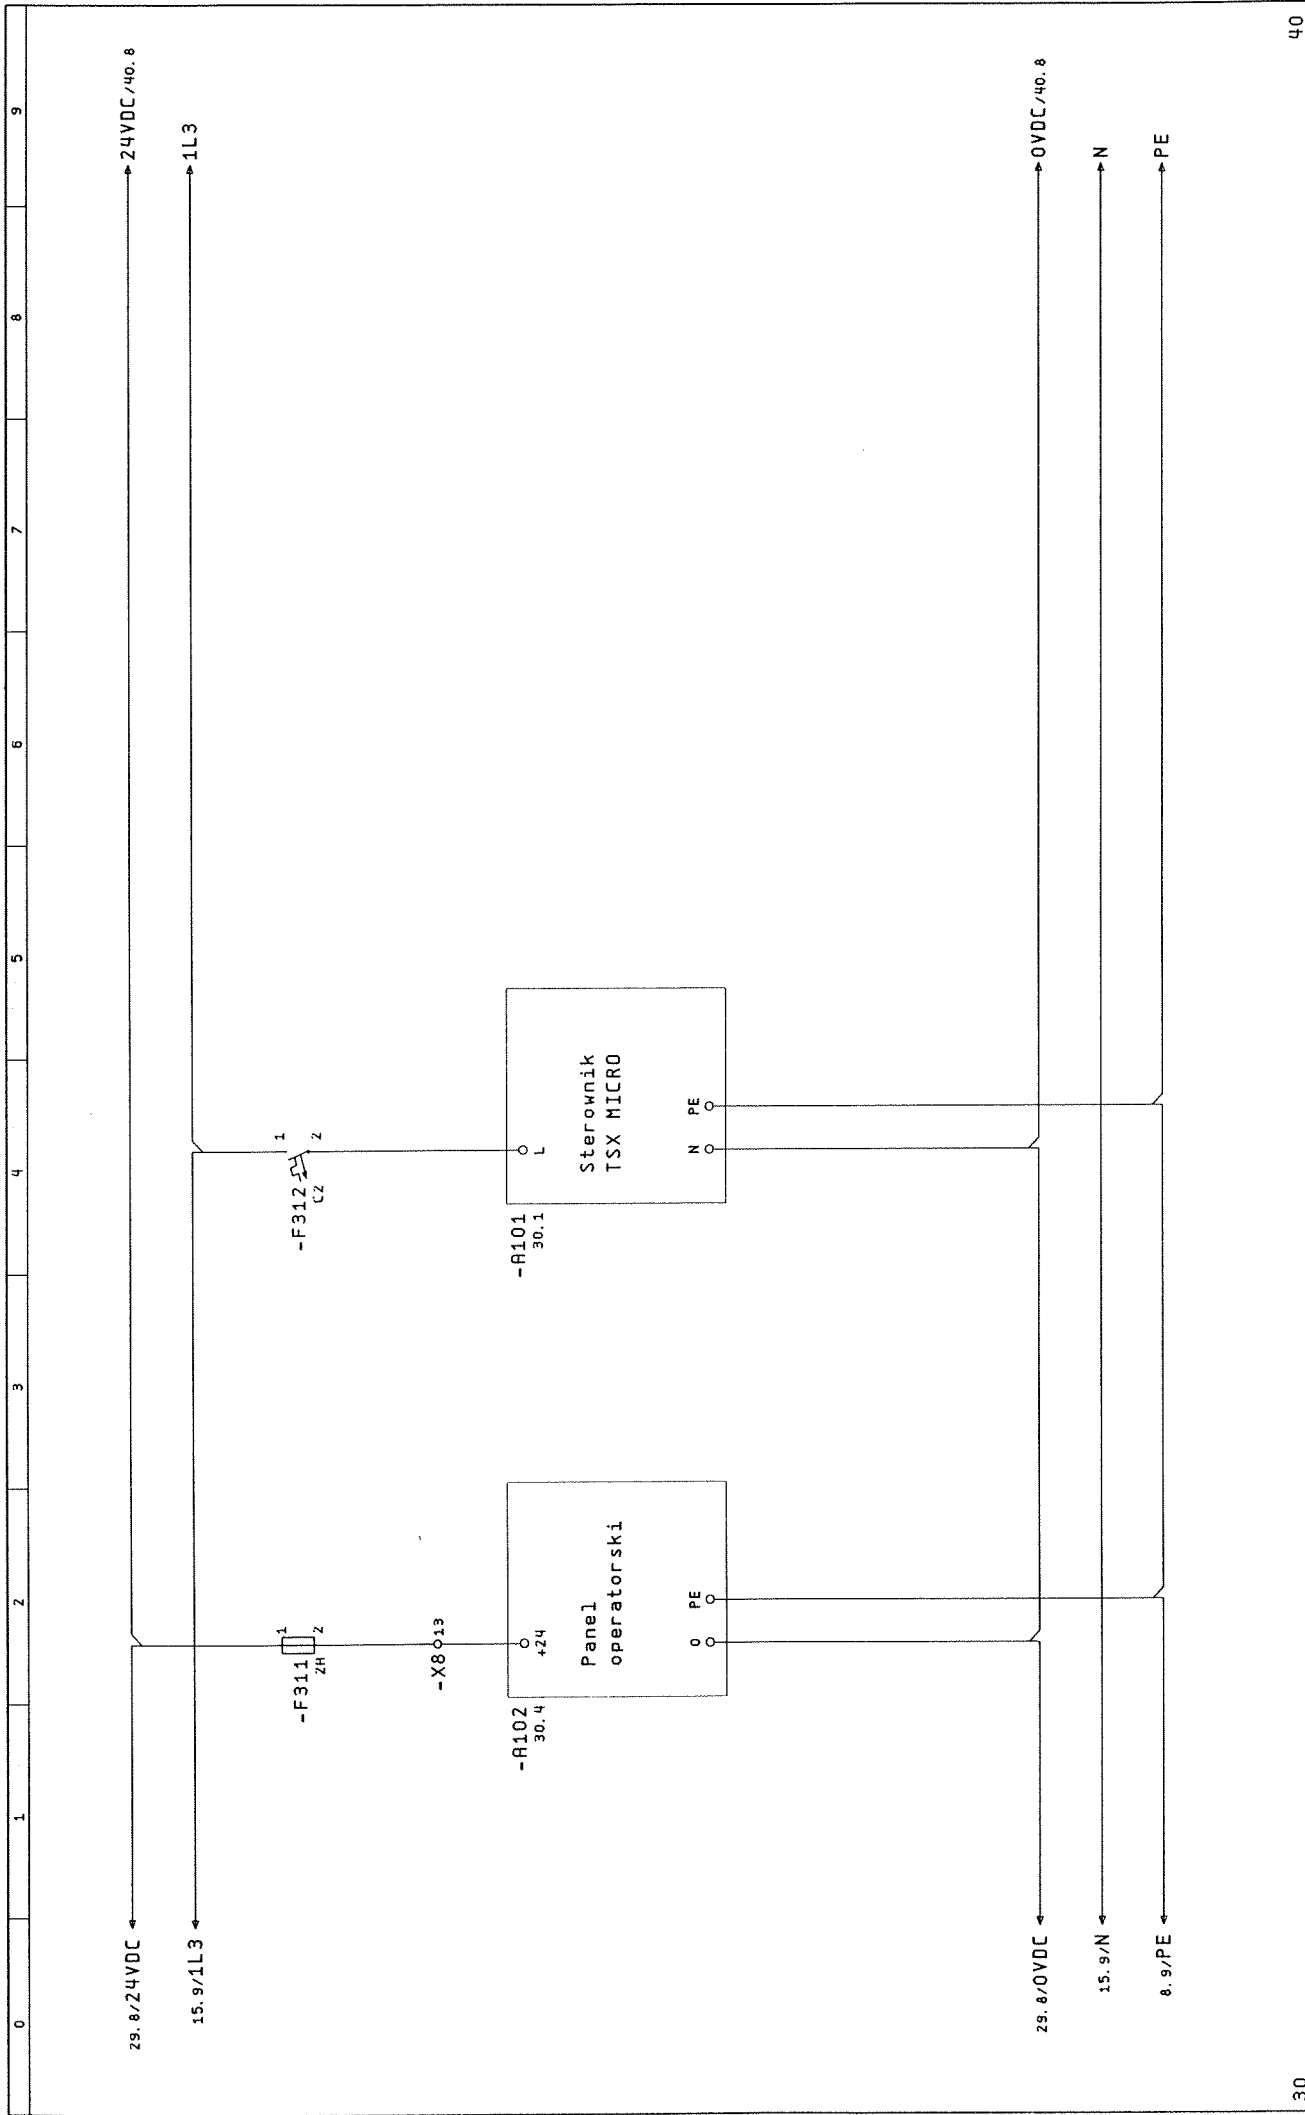 0 1 2 3 4 5 6 7 8 9
29.8/24VDC
24VDC/40.8
15.9/1L3
1L3
-F311
1
2
2A
-F312
1
2
C2
-X8
13
-A102
30.4
+24
Panel
operatorski
0
PE
-A101
30.1
L
Sterownik
TSX MICRO
N
PE
29.8/0VDC
0VDC/40.8
15.9/N
N
8.9/PE
PE
30
40